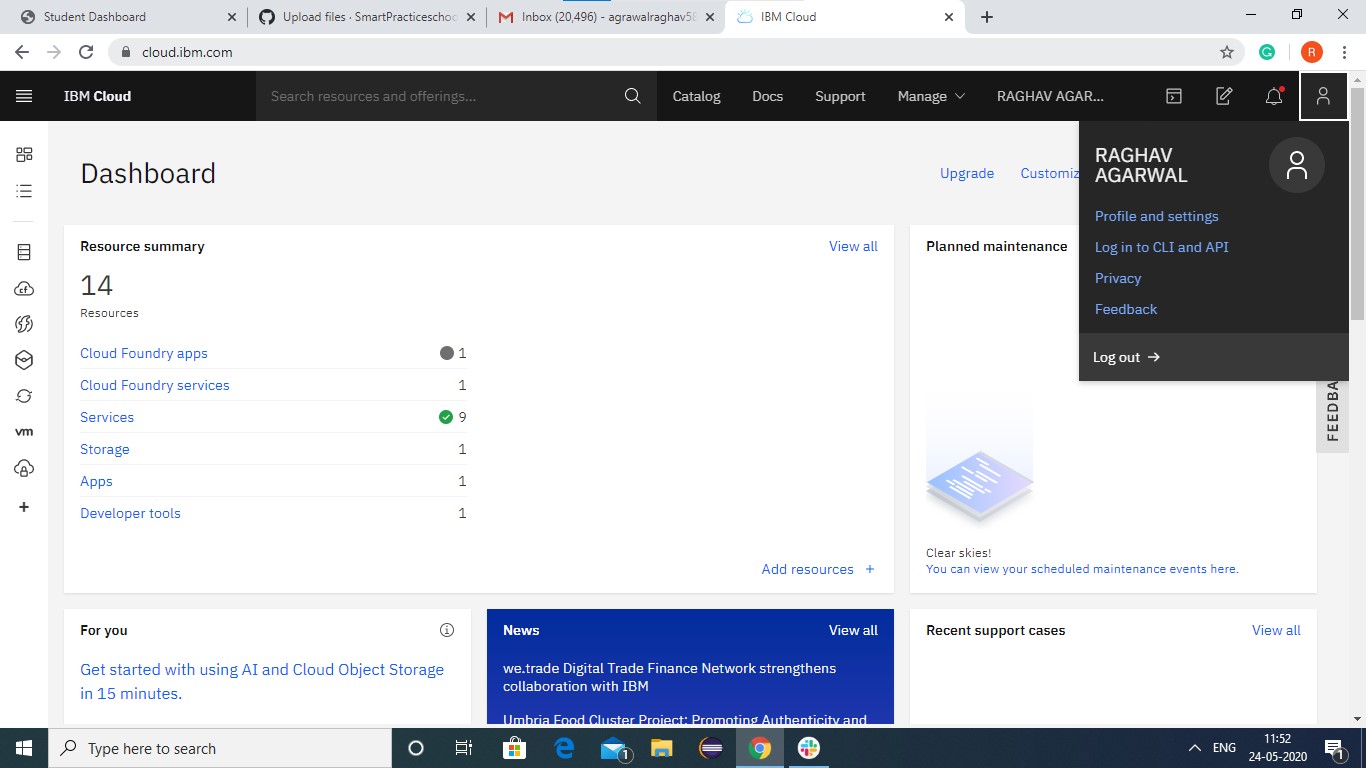 Student Dashboard
Upload files · SmartPracticeschoo
Inbox (20,496) - agrawalraghav58
IBM Cloud
cloud.ibm.com
R
IBM Cloud
Search resources and offerings...
Catalog
Docs
Support
Manage
RAGHAV AGAR...
Dashboard
Upgrade
Customiz
RAGHAV
AGARWAL
Profile and settings
Log in to CLI and API
Privacy
Feedback
Log out →
Resource summary
View all
14
Resources
Cloud Foundry apps 1
Cloud Foundry services 1
Services 9
Storage 1
Apps 1
Developer tools 1
Add resources +
Planned maintenance
Clear skies!
You can view your scheduled maintenance events here.
FEEDBA
cf
vm
For you
Get started with using AI and Cloud Object Storage
in 15 minutes.
News
View all
we.trade Digital Trade Finance Network strengthens
collaboration with IBM
Umbria Food Cluster Project: Promoting Authenticity and
Recent support cases
View all
Type here to search
1
ENG
11:52
24-05-2020
1